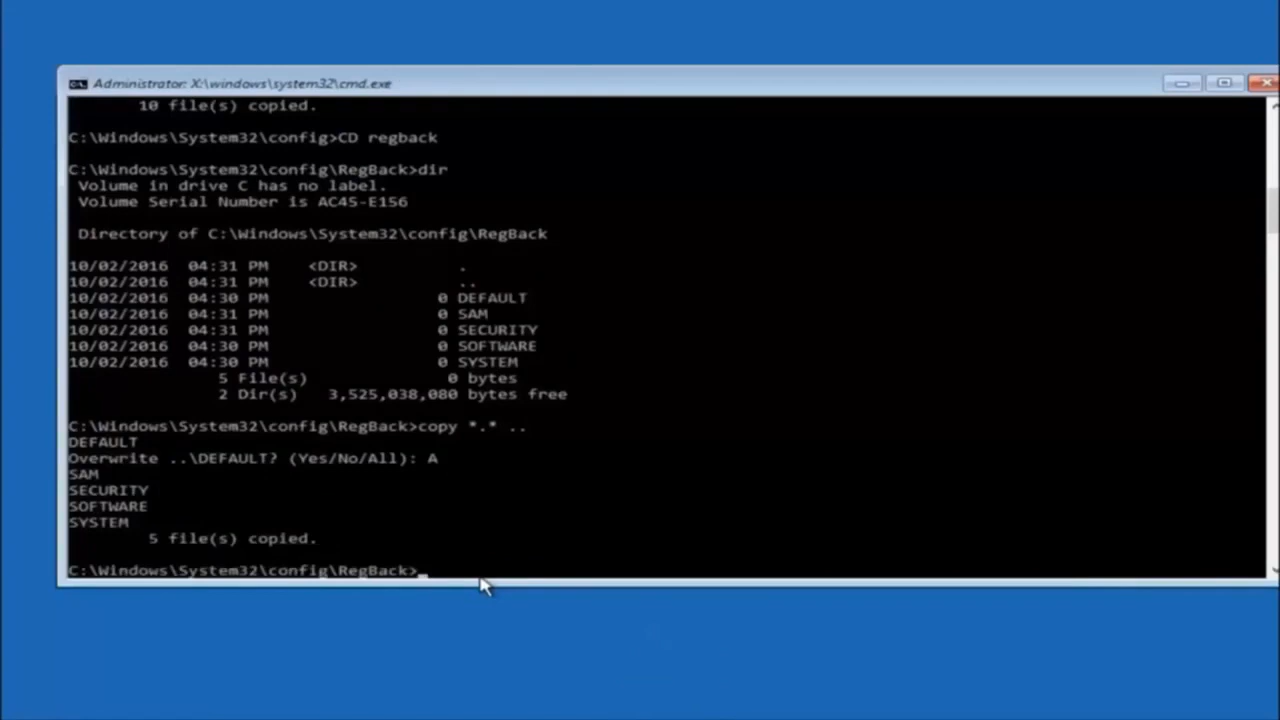 Administrator: X:\windows\system32\cmd.exe
10 file(s) copied.
C:\Windows\System32\config>CD regback
C:\Windows\System32\config\RegBack>dir
Volume in drive C has no label.
Volume Serial Number is AC45-E156
Directory of C:\Windows\System32\config\RegBack
10/02/2016 04:31 PM <DIR> .
10/02/2016 04:31 PM <DIR> ..
10/02/2016 04:30 PM 0 DEFAULT
10/02/2016 04:31 PM 0 SAM
10/02/2016 04:31 PM 0 SECURITY
10/02/2016 04:30 PM 0 SOFTWARE
10/02/2016 04:30 PM 0 SYSTEM
5 File(s) 0 bytes
2 Dir(s) 3,525,038,080 bytes free
C:\Windows\System32\config\RegBack>copy *.* ..
DEFAULT
Overwrite ..\DEFAULT? (Yes/No/All): A
SAM
SECURITY
SOFTWARE
SYSTEM
5 file(s) copied.
C:\Windows\System32\config\RegBack>_